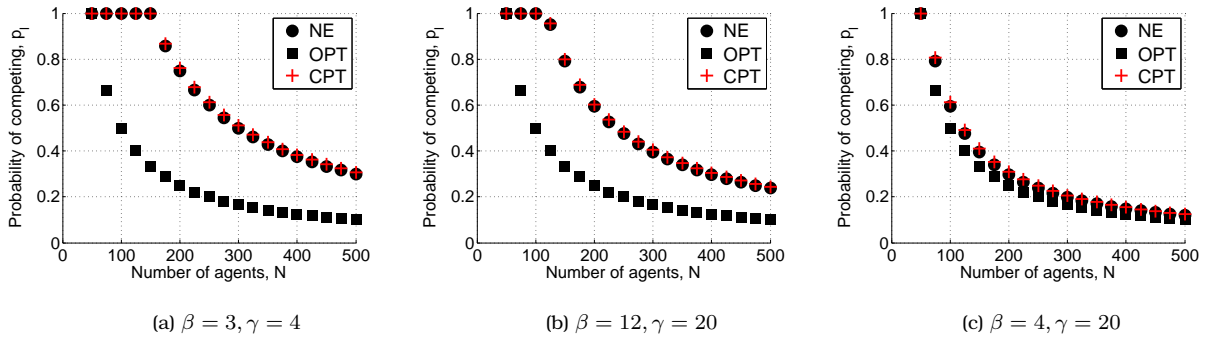 1
0.8
0.6
0.4
0.2
0
0 100 200 300 400 500
Probability of competing, p_l
Number of agents, N
NE
OPT
CPT
(a) β = 3, γ = 4
1
0.8
0.6
0.4
0.2
0
0 100 200 300 400 500
Probability of competing, p_l
Number of agents, N
NE
OPT
CPT
(b) β = 12, γ = 20
1
0.8
0.6
0.4
0.2
0
0 100 200 300 400 500
Probability of competing, p_l
Number of agents, N
NE
OPT
CPT
(c) β = 4, γ = 20